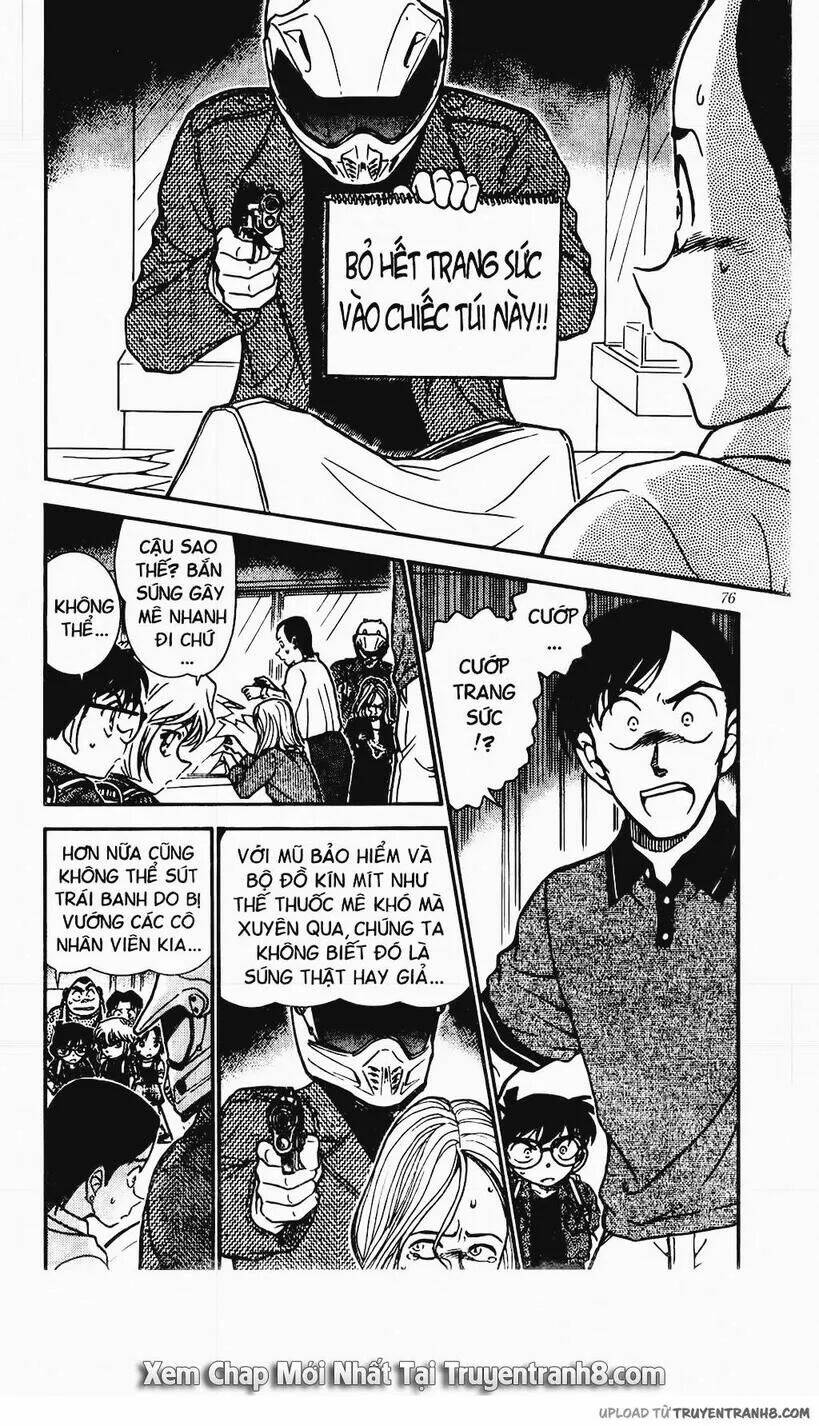 BỎ HẾT TRANG SỨC
VÀO CHIẾC TÚI NÀY!!
76
CƯỚP
...
CƯỚP
TRANG
SỨC
!?
CẬU SAO
THẾ? BẮN
SÚNG GÂY
MÊ NHANH
ĐI CHỨ
...
KHÔNG
THỂ...
VỚI MŨ BẢO HIỂM VÀ
BỘ ĐỒ KÍN MÍT NHƯ
THẾ THUỐC MÊ KHÓ MÀ
XUYÊN QUA, CHÚNG TA
KHÔNG BIẾT ĐÓ LÀ
SÚNG THẬT HAY GIẢ...
HƠN NỮA CŨNG
KHÔNG THỂ SÚT
TRÁI BANH DO BỊ
VƯỚNG CÁC CÔ
NHÂN VIÊN KIA...
Xem Chap Mới Nhất Tại Truyentranh8.com
UPLOAD TỪ TRUYENTRANH8.COM